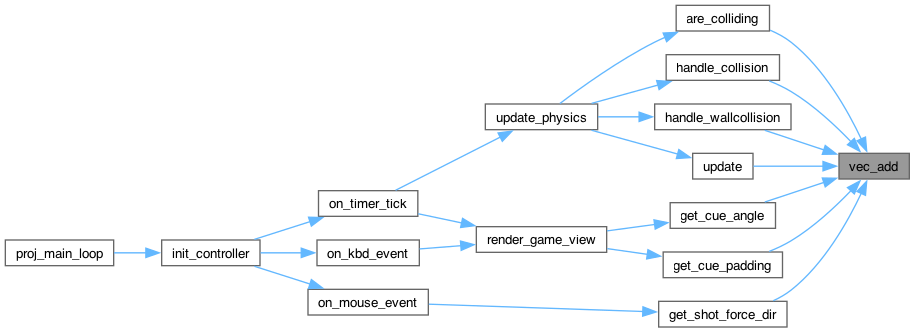 are_colliding
handle_collision
update_physics
handle_wallcollision
update
vec_add
on_timer_tick
get_cue_angle
render_game_view
proj_main_loop
init_controller
on_kbd_event
get_cue_padding
on_mouse_event
get_shot_force_dir